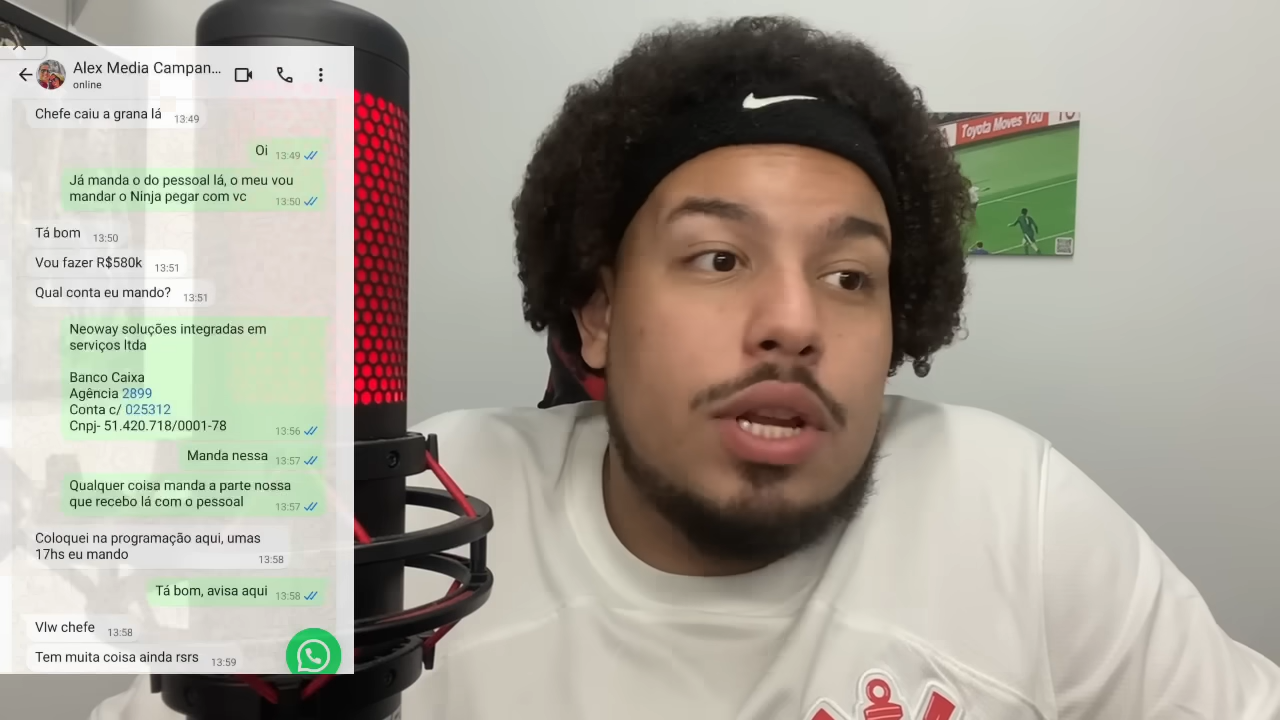 Alex Media Campan...
online
Chefe caiu a grana lá 13:49
Oi 13:49
Já manda o do pessoal lá, o meu vou
mandar o Ninja pegar com vc 13:50
Tá bom 13:50
Vou fazer R$580k 13:51
Qual conta eu mando? 13:51
Neoway soluções integradas em
serviços ltda
Banco Caixa
Agência 2899
Conta c/ 025312
Cnpj- 51.420.718/0001-78 13:56
Manda nessa 13:57
Qualquer coisa manda a parte nossa
que recebo lá com o pessoal 13:57
Coloquei na programação aqui, umas
17hs eu mando 13:58
Tá bom, avisa aqui 13:58
Vlw chefe 13:58
Tem muita coisa ainda rsrs 13:59
Toyota Moves You